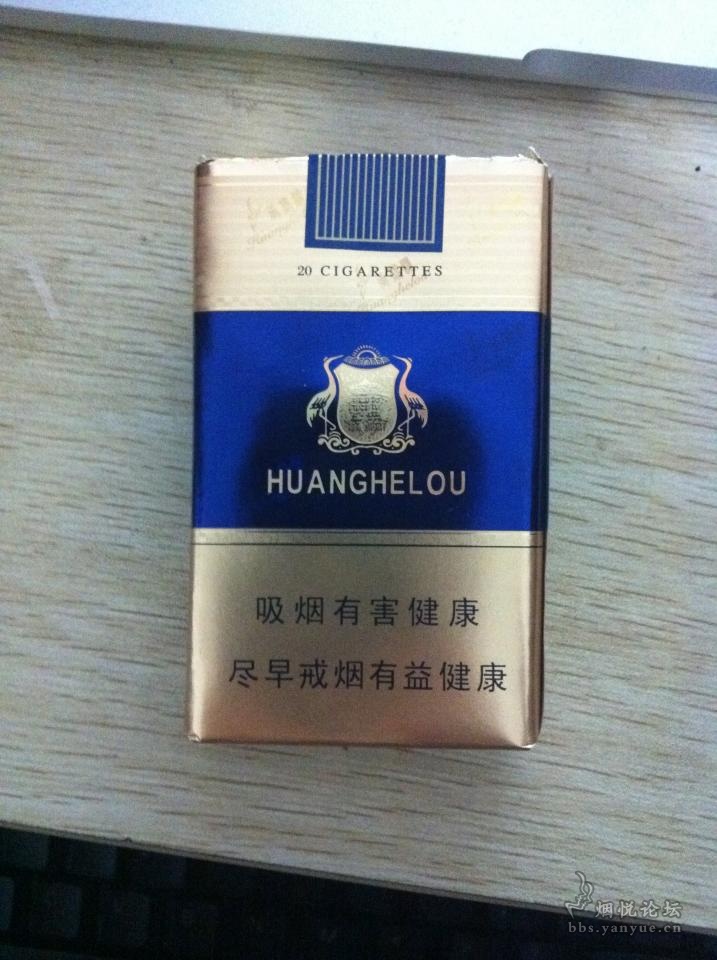 20 CIGARETTES
HUANGHELOU
吸烟有害健康
尽早戒烟有益健康
烟悦论坛
bbs.yanyue.cn